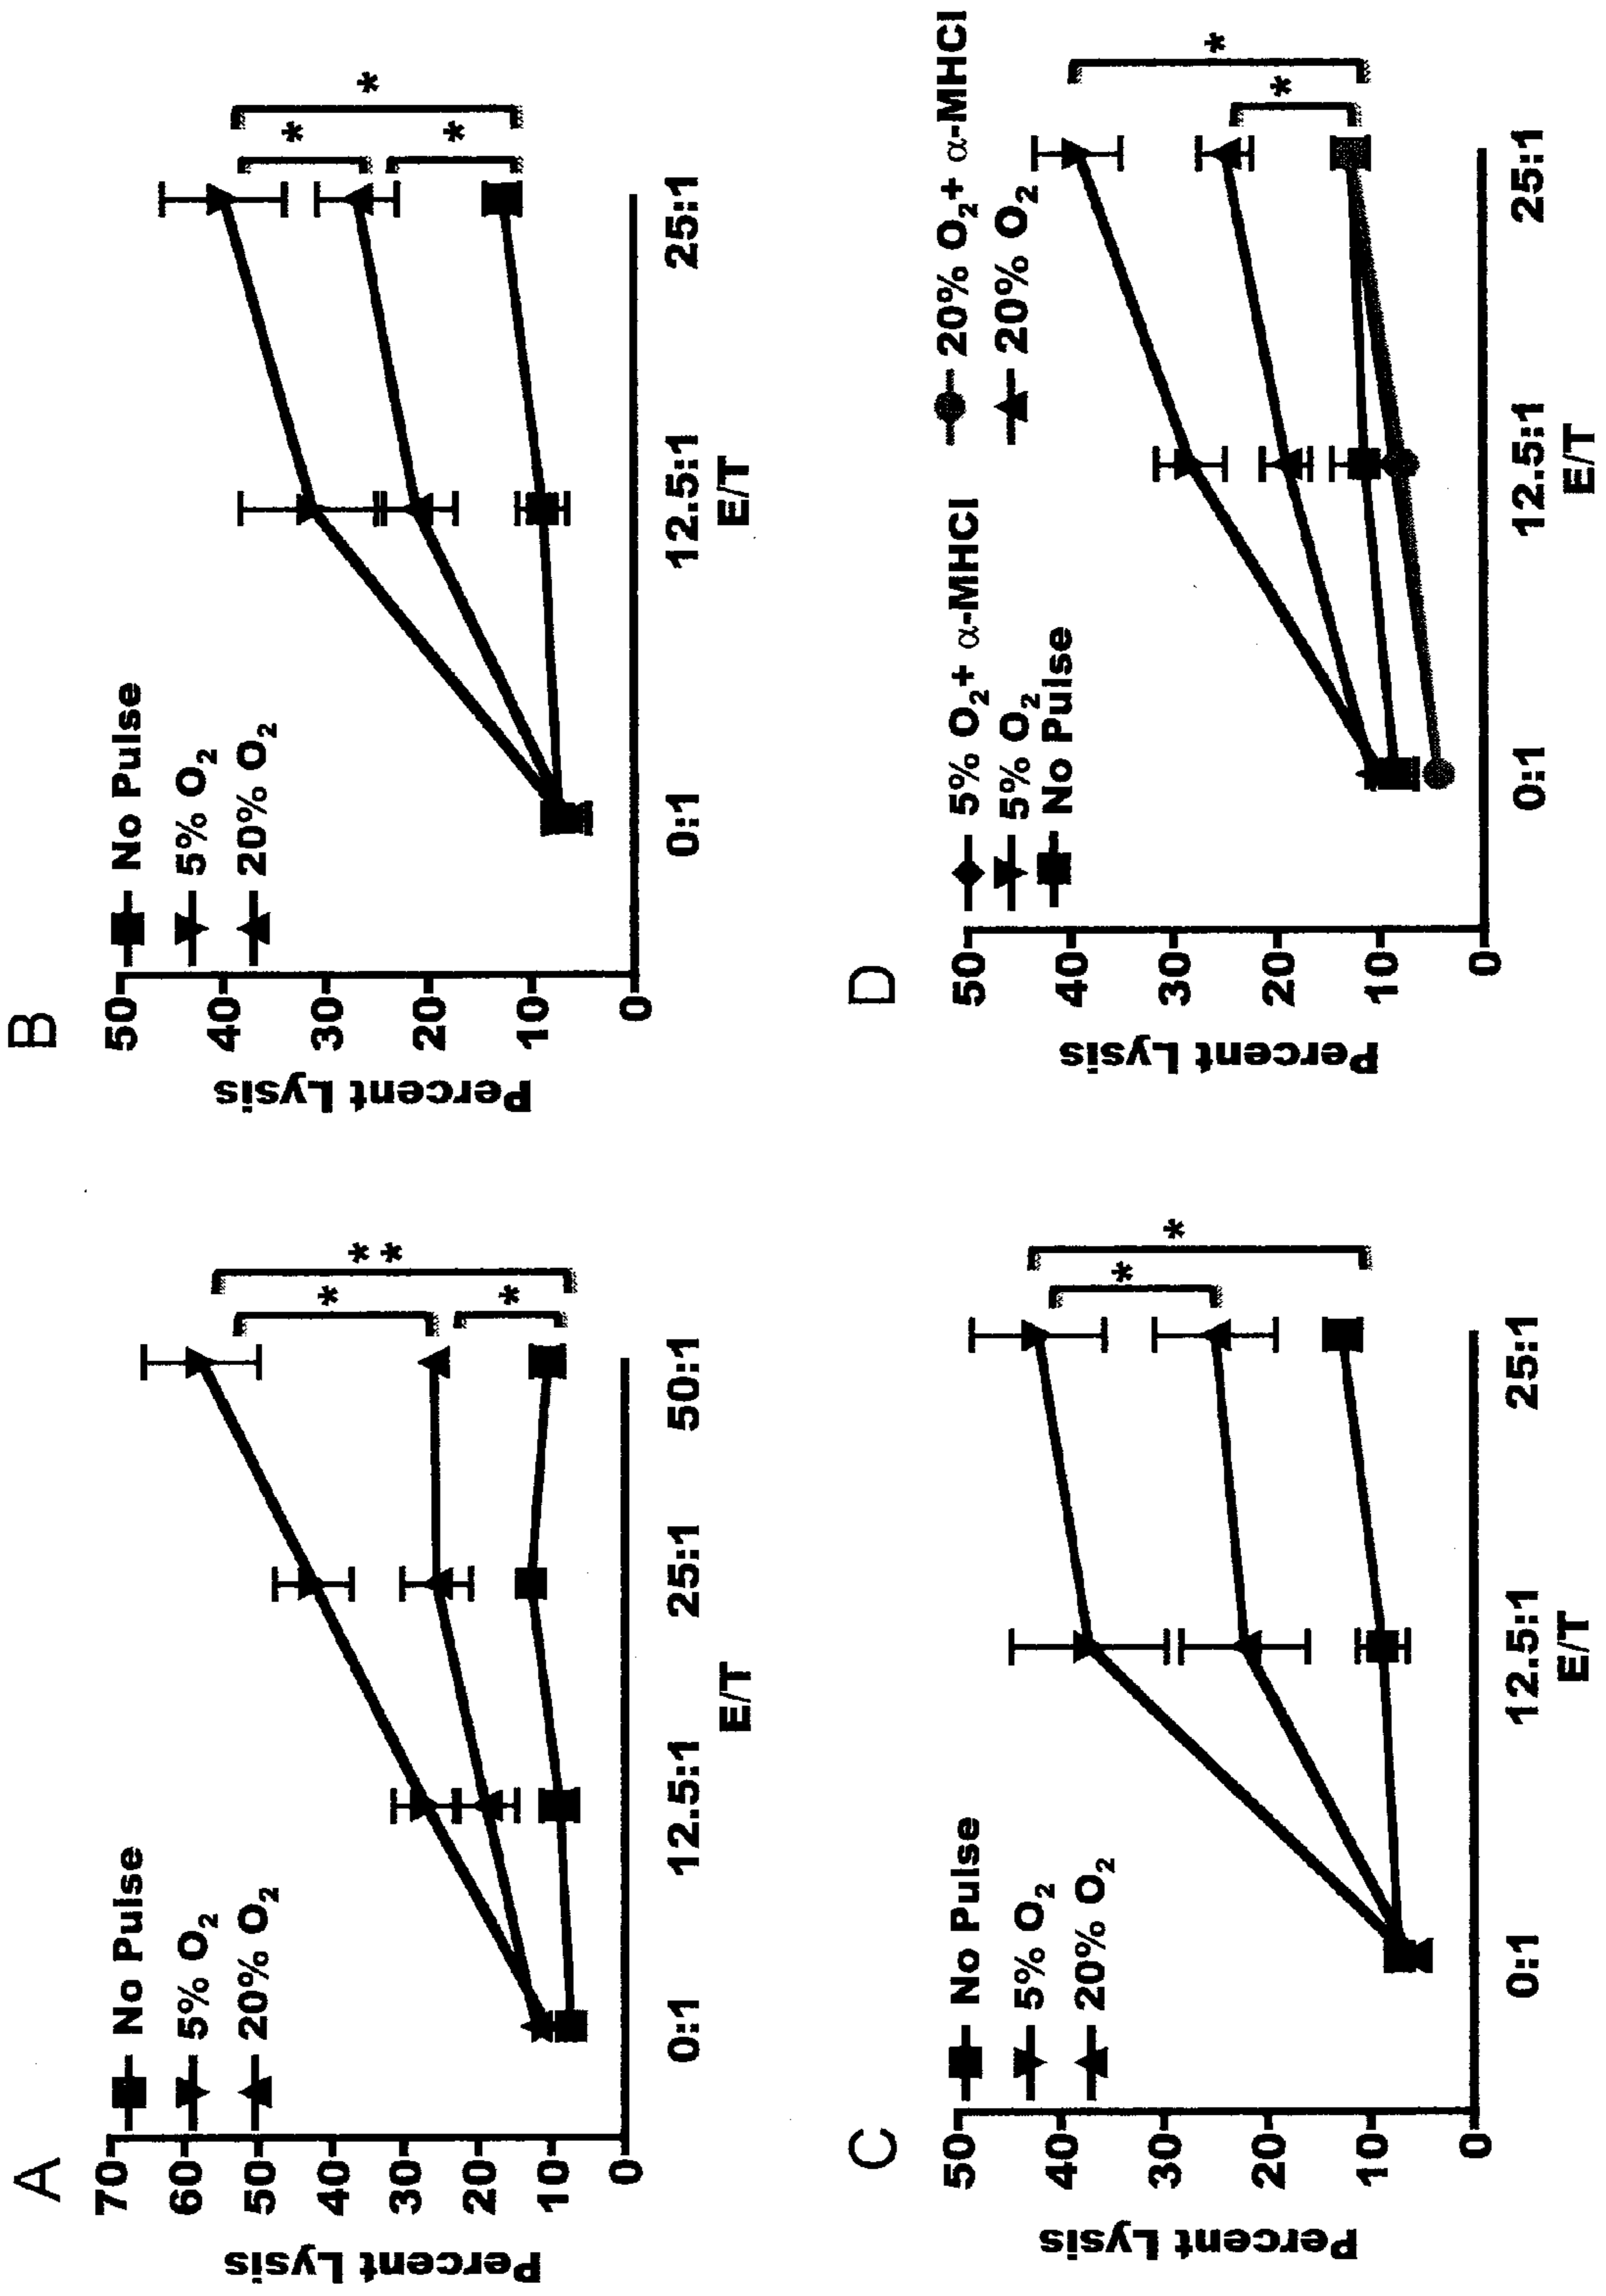 A
No Pulse
5% O2
20% O2
Percent Lysis
70
60
50
40
30
20
10
0
0:1
12.5:1
25:1
50:1
E/T
*
* *
*
B
No Pulse
5% O2
20% O2
Percent Lysis
50
40
30
20
10
0
0:1
12.5:1
25:1
E/T
*
*
*
C
No Pulse
5% O2
20% O2
Percent Lysis
50
40
30
20
10
0
0:1
12.5:1
25:1
E/T
*
*
D
5% O2+ α-MHCI
5% O2
No Pulse
20% O2+ α-MHCI
20% O2
Percent Lysis
50
40
30
20
10
0
0:1
12.5:1
25:1
E/T
*
*